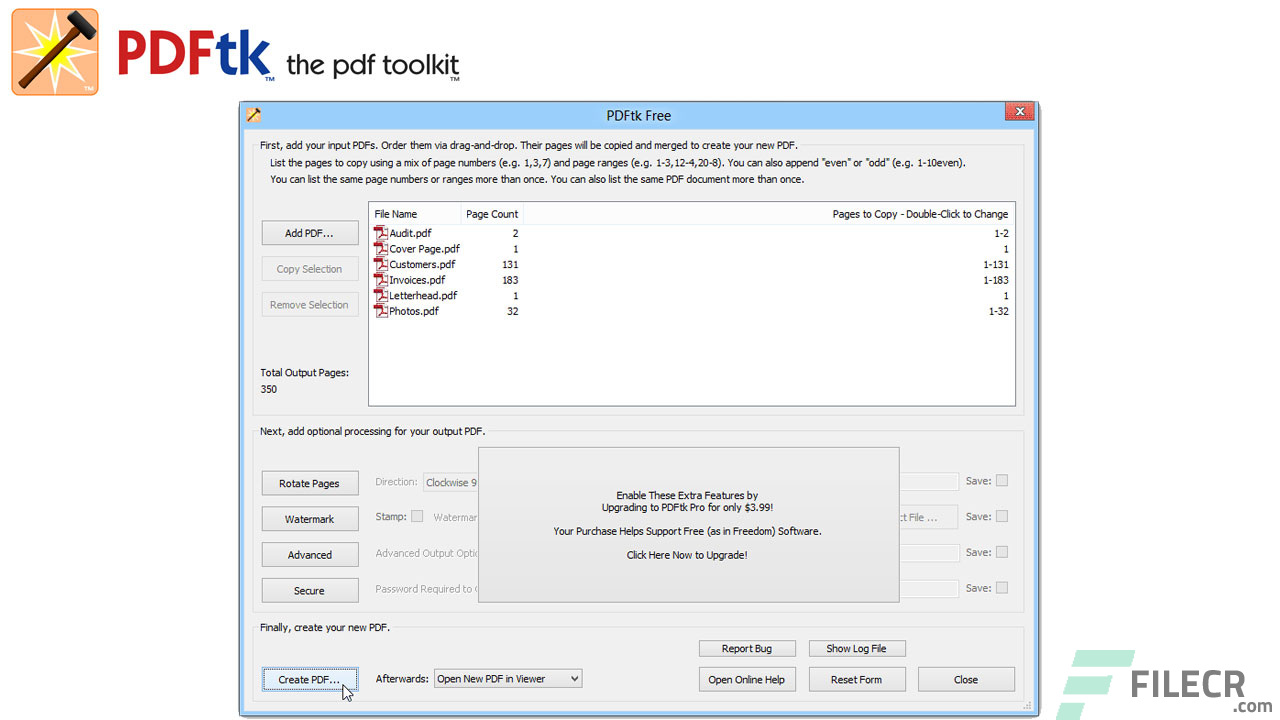 PDFtk™ the pdf toolkit™
PDFtk Free
First, add your input PDFs. Order them via drag-and-drop. Their pages will be copied and merged to create your new PDF.
List the pages to copy using a mix of page numbers (e.g. 1,3,7) and page ranges (e.g. 1-3,12-4,20-8). You can also append "even" or "odd" (e.g. 1-10even).
You can list the same page numbers or ranges more than once. You can also list the same PDF document more than once.
File Name Page Count Pages to Copy - Double-Click to Change
Add PDF... Audit.pdf 2 1-2
Cover Page.pdf 1 1
Copy Selection Customers.pdf 131 1-131
Invoices.pdf 183 1-183
Letterhead.pdf 1 1
Remove Selection Photos.pdf 32 1-32
Total Output Pages:
350
Next, add optional processing for your output PDF.
Rotate Pages Direction: Clockwise 9 Save:
Watermark Stamp: Watermar ct File ... Save:
Advanced Advanced Output Optio Save:
Secure Password Required to Save:
Enable These Extra Features by
Upgrading to PDFtk Pro for only $3.99!
Your Purchase Helps Support Free (as in Freedom) Software.
Click Here Now to Upgrade!
Finally, create your new PDF.
Report Bug Show Log File
Create PDF... Afterwards: Open New PDF in Viewer Open Online Help Reset Form Close
FILECR
.com